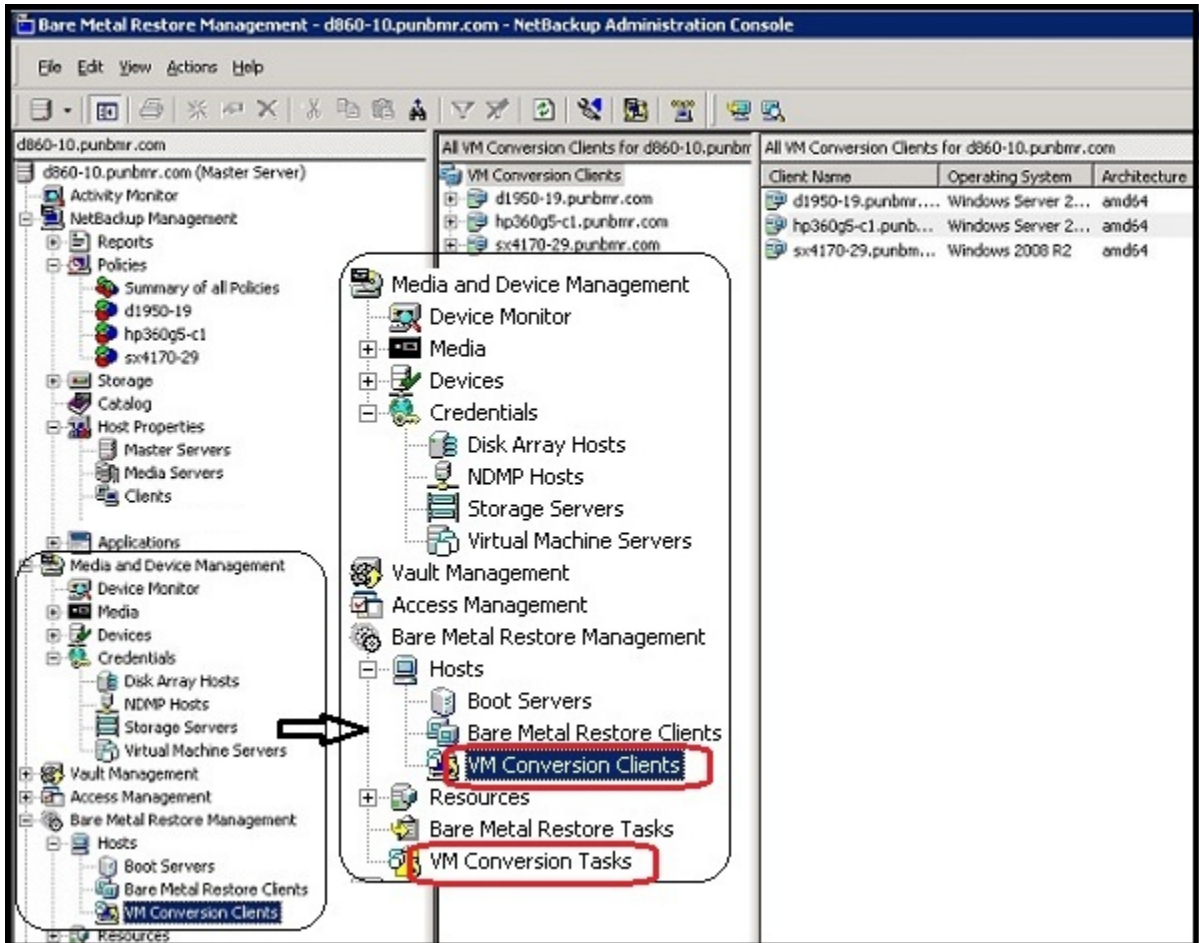 Bare Metal Restore Management - d860-10.punbmr.com - NetBackup Administration Console
File Edit View Actions Help
d860-10.punbmr.com
d860-10.punbmr.com (Master Server)
Activity Monitor
NetBackup Management
Reports
Policies
Summary of all Policies
d1950-19
hp360g5-c1
sx4170-29
Storage
Catalog
Host Properties
Master Servers
Media Servers
Clients
Applications
Media and Device Management
Device Monitor
Media
Devices
Credentials
Disk Array Hosts
NDMP Hosts
Storage Servers
Virtual Machine Servers
Vault Management
Access Management
Bare Metal Restore Management
Hosts
Boot Servers
Bare Metal Restore Clients
VM Conversion Clients
Resources
All VM Conversion Clients for d860-10.punbmr
VM Conversion Clients
d1950-19.punbmr.com
hp360g5-c1.punbmr.com
sx4170-29.punbmr.com
Media and Device Management
Device Monitor
Media
Devices
Credentials
Disk Array Hosts
NDMP Hosts
Storage Servers
Virtual Machine Servers
Vault Management
Access Management
Bare Metal Restore Management
Hosts
Boot Servers
Bare Metal Restore Clients
VM Conversion Clients
Resources
Bare Metal Restore Tasks
VM Conversion Tasks
All VM Conversion Clients for d860-10.punbmr.com
Client Name Operating System Architecture
d1950-19.punbmr.... Windows Server 2... amd64
hp360g5-c1.punb... Windows Server 2... amd64
sx4170-29.punbm... Windows 2008 R2 amd64